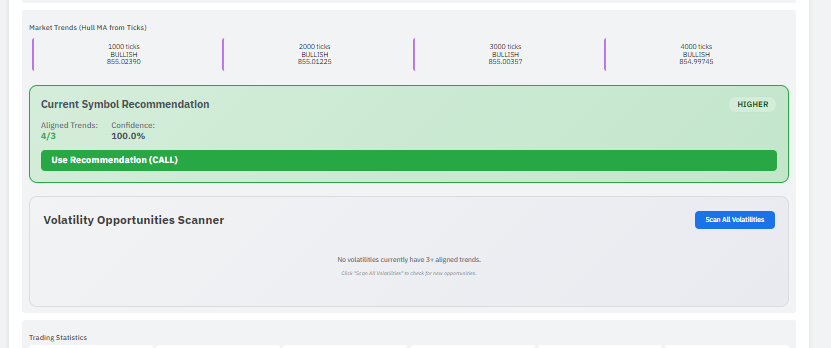 Market Trends (Hull MA from Ticks)
1000 ticks
BULLISH
855.02390
2000 ticks
BULLISH
855.01225
3000 ticks
BULLISH
855.00357
4000 ticks
BULLISH
854.99745
Current Symbol Recommendation
HIGHER
Aligned Trends:
4/3
Confidence:
100.0%
Use Recommendation (CALL)
Volatility Opportunities Scanner
Scan All Volatilities
No volatilities currently have 3+ aligned trends.
Click "Scan All Volatilities" to check for new opportunities.
Trading Statistics